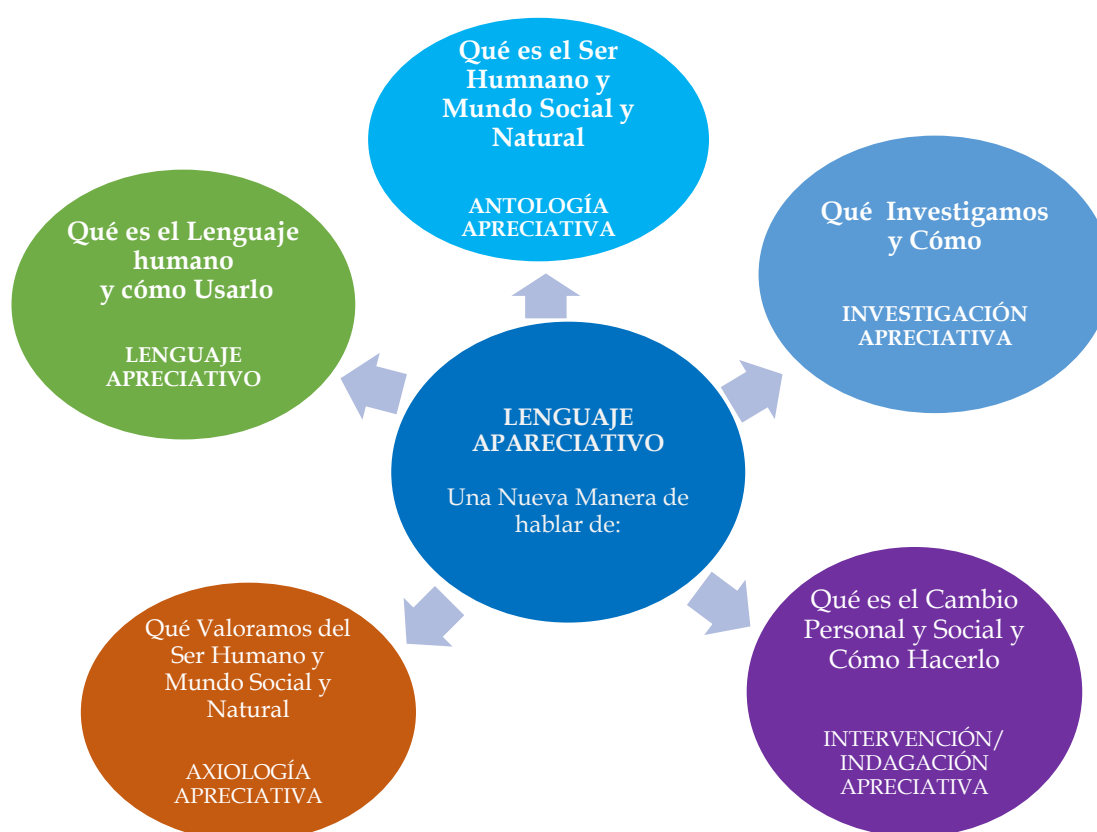 Qué es el Ser
Humnano y
Mundo Social y
Natural
ANTOLOGÍA
APRECIATIVA
Qué Investigamos
y Cómo
INVESTIGACIÓN
APRECIATIVA
Qué es el Lenguaje
humano
y cómo Usarlo
LENGUAJE
APRECIATIVO
LENGUAJE
APARECIATIVO
Una Nueva Manera de
hablar de:
Qué es el Cambio
Personal y Social y
Cómo Hacerlo
INTERVENCIÓN/
INDAGACIÓN
APRECIATIVA
Qué Valoramos del
Ser Humano y
Mundo Social y
Natural
AXIOLOGÍA
APRECIATIVA